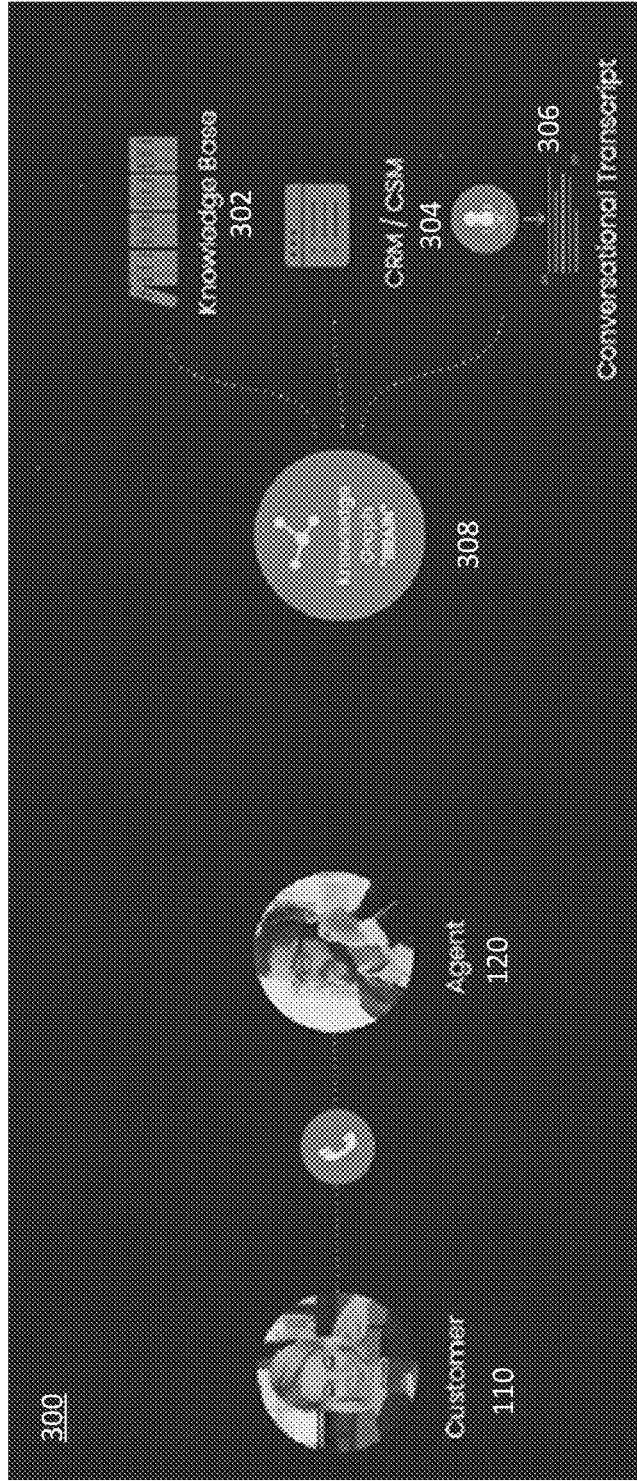 300
Customer
110
Agent
120
308
Knowledge Base
302
CRM / CSM
304
306
Conversational Transcript